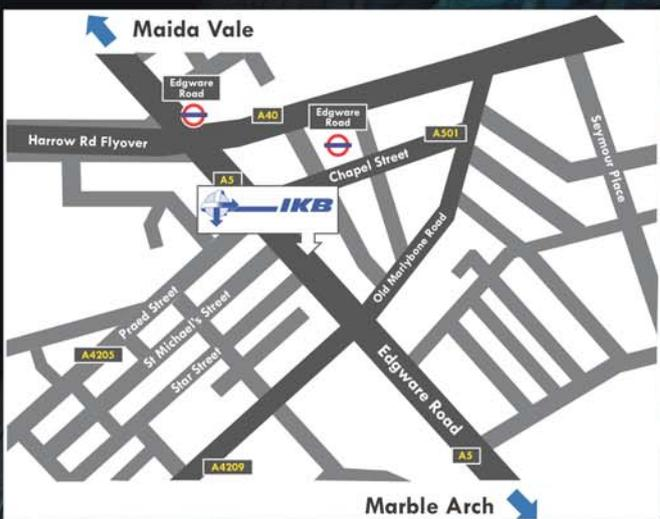 Maida Vale
Edgware
Road
A40
Edgware
Road
A501
Harrow Rd Flyover
Chapel Street
Seymour Place
A5
IKB
Old Marlybone Road
Praed Street
St Michael's Street
A4205
Star Street
Edgware Road
A4209
A5
Marble Arch